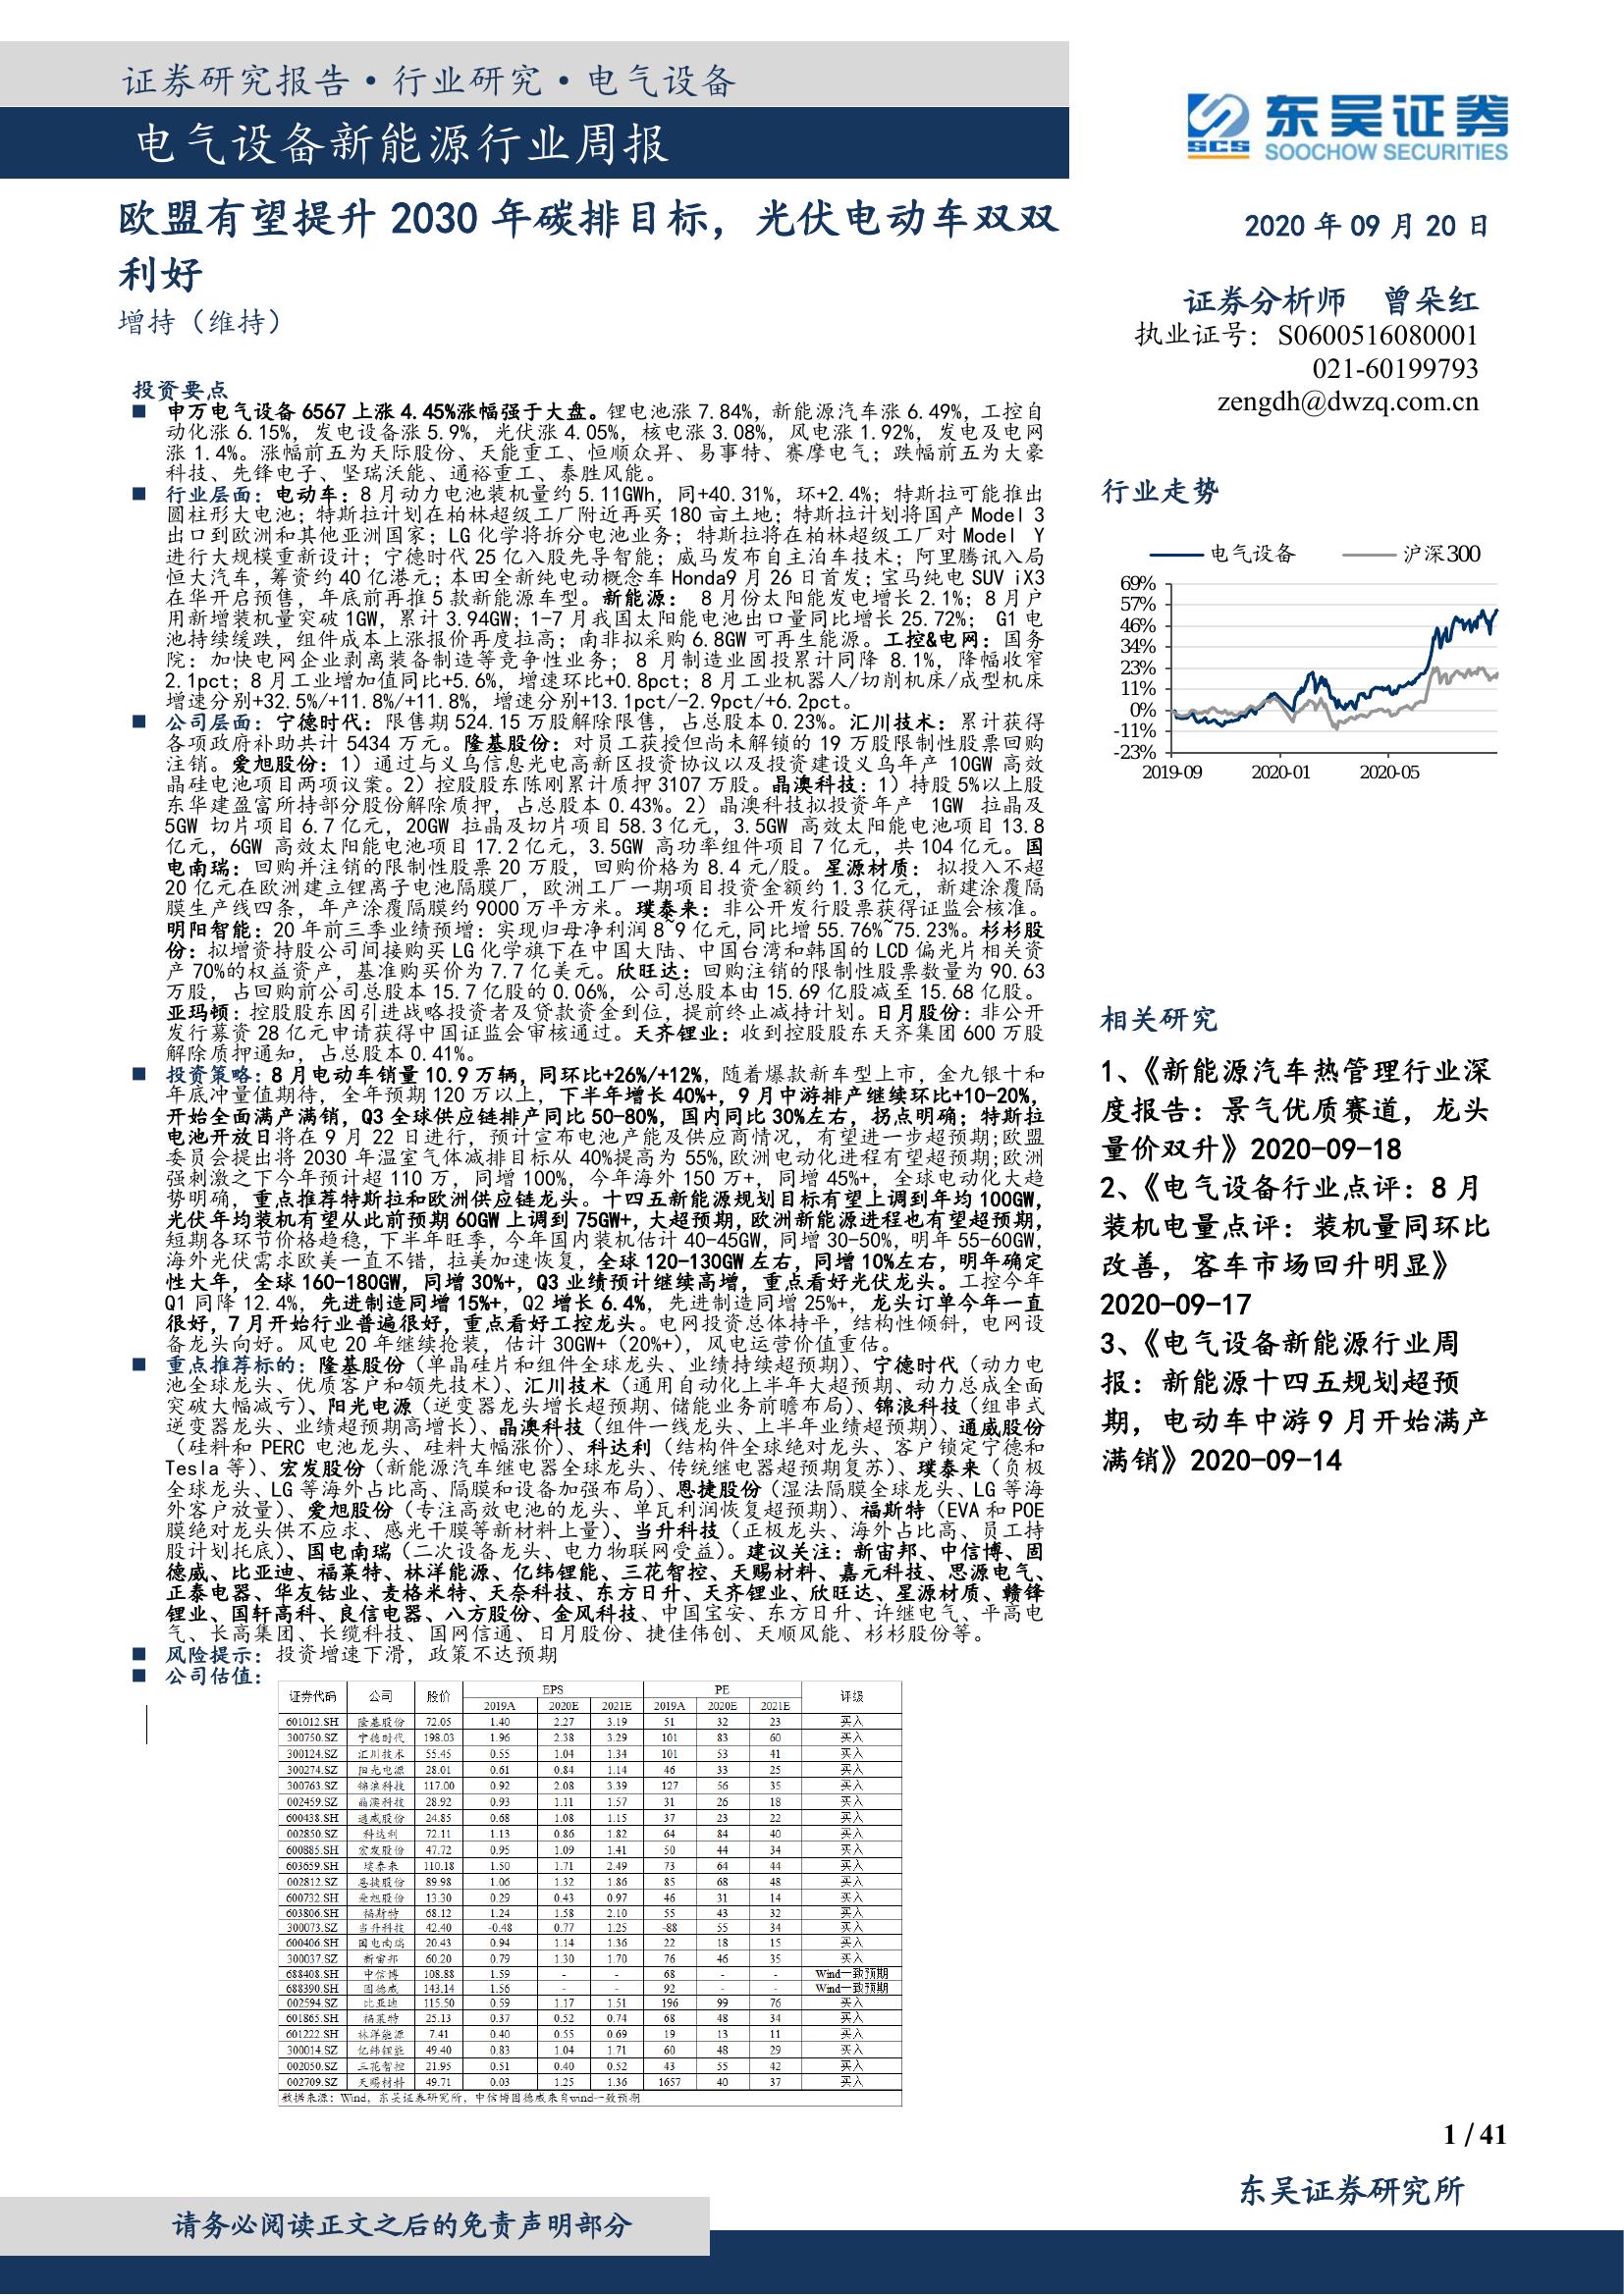 证券研究报告·行业研究·电气设备
电气设备新能源行业周报
东吴证券
SCS
SOOCHOW SECURITIES
欧盟有望提升 2030 年碳排目标，光伏电动车双双
利好
增持（维持）
2020 年 09 月 20 日
证券分析师 曾朵红
执业证号：S0600516080001
021-60199793
zengdh@dwzq.com.cn
投资要点
■ 申万电气设备 6567 上涨 4.45%涨幅强于大盘。锂电池涨 7.84%，新能源汽车涨 6.49%，工控自
动化涨 6.15%，发电设备涨 5.9%，光伏涨 4.05%，核电涨 3.08%，风电涨 1.92%，发电及电网
涨 1.4%。涨幅前五为天际股份、天能重工、恒顺众昇、易事特、赛摩电气；跌幅前五为大豪
科技、先锋电子、坚瑞沃能、通裕重工、泰胜风能。
■ 行业层面：电动车：8 月动力电池装机量约 5.11GWh，同+40.31%，环+2.4%；特斯拉可能推出
圆柱形大电池；特斯拉计划在柏林超级工厂附近再买 180 亩土地；特斯拉计划将国产 Model 3
出口到欧洲和其他亚洲国家；LG 化学将拆分电池业务；特斯拉将在柏林超级工厂对 Model Y
进行大规模重新设计；宁德时代 25 亿入股先导智能；威马发布自主泊车技术；阿里腾讯入局
恒大汽车，筹资约 40 亿港元；本田全新纯电动概念车 Honda9 月 26 日首发；宝马纯电 SUV iX3
在华开启预售，年底前再推 5 款新能源车型。新能源： 8 月份太阳能发电增长 2.1%；8 月户
用新增装机量突破 1GW，累计 3.94GW；1-7 月我国太阳能电池出口量同比增长 25.72%； G1 电
池持续缓跌，组件成本上涨报价再度拉高；南非拟采购 6.8GW 可再生能源。工控&电网：国务
院：加快电网企业剥离装备制造等竞争性业务； 8 月制造业固投累计同降 8.1%，降幅收窄
2.1pct；8 月工业增加值同比+5.6%，增速环比+0.8pct；8 月工业机器人/切削机床/成型机床
增速分别+32.5%/+11.8%/+11.8%，增速分别+13.1pct/-2.9pct/+6.2pct。
■ 公司层面：宁德时代：限售期 524.15 万股解除限售，占总股本 0.23%。汇川技术：累计获得
各项政府补助共计 5434 万元。隆基股份：对员工获授但尚未解锁的 19 万股限制性股票回购
注销。爱旭股份：1）通过与义乌信息光电高新区投资协议以及投资建设义乌年产 10GW 高效
晶硅电池项目两项议案。2）控股股东陈刚累计质押 3107 万股。晶澳科技：1）持股 5%以上股
东华建盈富所持部分股份解除质押，占总股本 0.43%。2）晶澳科技拟投资年产 1GW 拉晶及
5GW 切片项目 6.7 亿元，20GW 拉晶及切片项目 58.3 亿元，3.5GW 高效太阳能电池项目 13.8
亿元，6GW 高效太阳能电池项目 17.2 亿元，3.5GW 高功率组件项目 7 亿元，共 104 亿元。国
电南瑞：回购并注销的限制性股票 20 万股，回购价格为 8.4 元/股。星源材质： 拟投入不超
20 亿元在欧洲建立锂离子电池隔膜厂，欧洲工厂一期项目投资金额约 1.3 亿元，新建涂覆隔
膜生产线四条，年产涂覆隔膜约 9000 万平方米。璞泰来：非公开发行股票获得证监会核准。
明阳智能：20 年前三季业绩预增：实现归母净利润 8~9 亿元,同比增 55.76%~75.23%。杉杉股
份：拟增资持股公司间接购买 LG 化学旗下在中国大陆、中国台湾和韩国的 LCD 偏光片相关资
产 70%的权益资产，基准购买价为 7.7 亿美元。欣旺达：回购注销的限制性股票数量为 90.63
万股，占回购前公司总股本 15.7 亿股的 0.06%，公司总股本由 15.69 亿股减至 15.68 亿股。
亚玛顿：控股股东因引进战略投资者及贷款资金到位，提前终止减持计划。日月股份：非公开
发行募资 28 亿元申请获得中国证监会审核通过。天齐锂业：收到控股股东天齐集团 600 万股
解除质押通知，占总股本 0.41%。
■ 投资策略：8 月电动车销量 10.9 万辆，同环比+26%/+12%，随着爆款新车型上市，金九银十和
年底冲量值期待，全年预期 120 万以上，下半年增长 40%+，9 月中游排产继续环比+10-20%，
开始全面满产满销，Q3 全球供应链排产同比 50-80%，国内同比 30%左右，拐点明确；特斯拉
电池开放日将在 9 月 22 日进行，预计宣布电池产能及供应商情况，有望进一步超预期;欧盟
委员会提出将 2030 年温室气体减排目标从 40%提高为 55%,欧洲电动化进程有望超预期;欧洲
强刺激之下今年预计超 110 万，同增 100%，今年海外 150 万+，同增 45%+，全球电动化大趋
势明确，重点推荐特斯拉和欧洲供应链龙头。十四五新能源规划目标有望上调到年均 100GW，
光伏年均装机有望从此前预期 60GW 上调到 75GW+，大超预期，欧洲新能源进程也有望超预期，
短期各环节价格趋稳，下半年旺季，今年国内装机估计 40-45GW，同增 30-50%，明年 55-60GW，
海外光伏需求欧美一直不错，拉美加速恢复，全球 120-130GW 左右，同增 10%左右，明年确定
性大年，全球 160-180GW，同增 30%+，Q3 业绩预计继续高增，重点看好光伏龙头。工控今年
Q1 同降 12.4%，先进制造同增 15%+，Q2 增长 6.4%，先进制造同增 25%+，龙头订单今年一直
很好，7 月开始行业普遍很好，重点看好工控龙头。电网投资总体持平，结构性倾斜，电网设
备龙头向好。风电 20 年继续抢装，估计 30GW+（20%+），风电运营价值重估。
■ 重点推荐标的：隆基股份（单晶硅片和组件全球龙头、业绩持续超预期）、宁德时代（动力电
池全球龙头、优质客户和领先技术）、汇川技术（通用自动化上半年大超预期、动力总成全面
突破大幅减亏）、阳光电源（逆变器龙头增长超预期、储能业务前瞻布局）、锦浪科技（组串式
逆变器龙头、业绩超预期高增长）、晶澳科技（组件一线龙头、上半年业绩超预期）、通威股份
（硅料和 PERC 电池龙头、硅料大幅涨价）、科达利（结构件全球绝对龙头、客户锁定宁德和
Tesla 等）、宏发股份（新能源汽车继电器全球龙头、传统继电器超预期复苏）、璞泰来（负极
全球龙头、LG 等海外占比高、隔膜和设备加强布局）、恩捷股份（湿法隔膜全球龙头、LG 等海
外客户放量）、爱旭股份（专注高效电池的龙头、单瓦利润恢复超预期）、福斯特（EVA 和 POE
膜绝对龙头供不应求、感光干膜等新材料上量）、当升科技（正极龙头、海外占比高、员工持
股计划托底）、国电南瑞（二次设备龙头、电力物联网受益）。建议关注：新宙邦、中信博、固
德威、比亚迪、福莱特、林洋能源、亿纬锂能、三花智控、天赐材料、嘉元科技、思源电气、
正泰电器、华友钴业、麦格米特、天奈科技、东方日升、天齐锂业、欣旺达、星源材质、赣锋
锂业、国轩高科、良信电器、八方股份、金风科技、中国宝安、东方日升、许继电气、平高电
气、长高集团、长缆科技、国网信通、日月股份、捷佳伟创、天顺风能、杉杉股份等。
■ 风险提示：投资增速下滑，政策不达预期
■ 公司估值：
证券代码 公司 股价 EPS PE 评级
2019A 2020E 2021E 2019A 2020E 2021E
601012.SH 隆基股份 72.05 1.40 2.27 3.19 51 32 23 买入
300750.SZ 宁德时代 198.03 1.96 2.38 3.29 101 83 60 买入
300124.SZ 汇川技术 55.45 0.55 1.04 1.34 101 53 41 买入
300274.SZ 阳光电源 28.01 0.61 0.84 1.14 46 33 25 买入
300763.SZ 锦浪科技 117.00 0.92 2.08 3.39 127 56 35 买入
002459.SZ 晶澳科技 28.92 0.93 1.11 1.57 31 26 18 买入
600438.SH 通威股份 24.85 0.68 1.08 1.15 37 23 22 买入
002850.SZ 科达利 72.11 1.13 0.86 1.82 64 84 40 买入
600885.SH 宏发股份 47.72 0.95 1.09 1.41 50 44 34 买入
603659.SH 璞泰来 110.18 1.50 1.71 2.49 73 64 44 买入
002812.SZ 恩捷股份 89.98 1.06 1.32 1.86 85 68 48 买入
600732.SH 爱旭股份 13.30 0.29 0.43 0.97 46 31 14 买入
603806.SH 福斯特 68.12 1.24 1.58 2.10 55 43 32 买入
300073.SZ 当升科技 42.40 -0.48 0.77 1.25 -88 55 34 买入
600406.SH 国电南瑞 20.43 0.94 1.14 1.36 22 18 15 买入
300037.SZ 新宙邦 60.20 0.79 1.30 1.70 76 46 35 买入
688408.SH 中信博 108.88 1.59 - - 68 - - Wind一致预期
688390.SH 固德威 143.14 1.56 - - 92 - - Wind一致预期
002594.SZ 比亚迪 115.50 0.59 1.17 1.51 196 99 76 买入
601865.SH 福莱特 25.13 0.37 0.52 0.74 68 48 34 买入
601222.SH 林洋能源 7.41 0.40 0.55 0.69 19 13 11 买入
300014.SZ 亿纬锂能 49.40 0.83 1.04 1.71 60 48 29 买入
002050.SZ 三花智控 21.95 0.51 0.40 0.52 43 55 42 买入
002709.SZ 天赐材料 49.71 0.03 1.25 1.36 1657 40 37 买入
数据来源：Wind，东吴证券研究所，中信博固德威来自wind一致预期
行业走势
电气设备 沪深300
69%
57%
46%
34%
23%
11%
0%
-11%
-23%
2019-09 2020-01 2020-05
相关研究
1、《新能源汽车热管理行业深
度报告：景气优质赛道，龙头
量价双升》2020-09-18
2、《电气设备行业点评：8 月
装机电量点评：装机量同环比
改善，客车市场回升明显》
2020-09-17
3、《电气设备新能源行业周
报：新能源十四五规划超预
期，电动车中游 9 月开始满产
满销》2020-09-14
1 / 41
东吴证券研究所
请务必阅读正文之后的免责声明部分